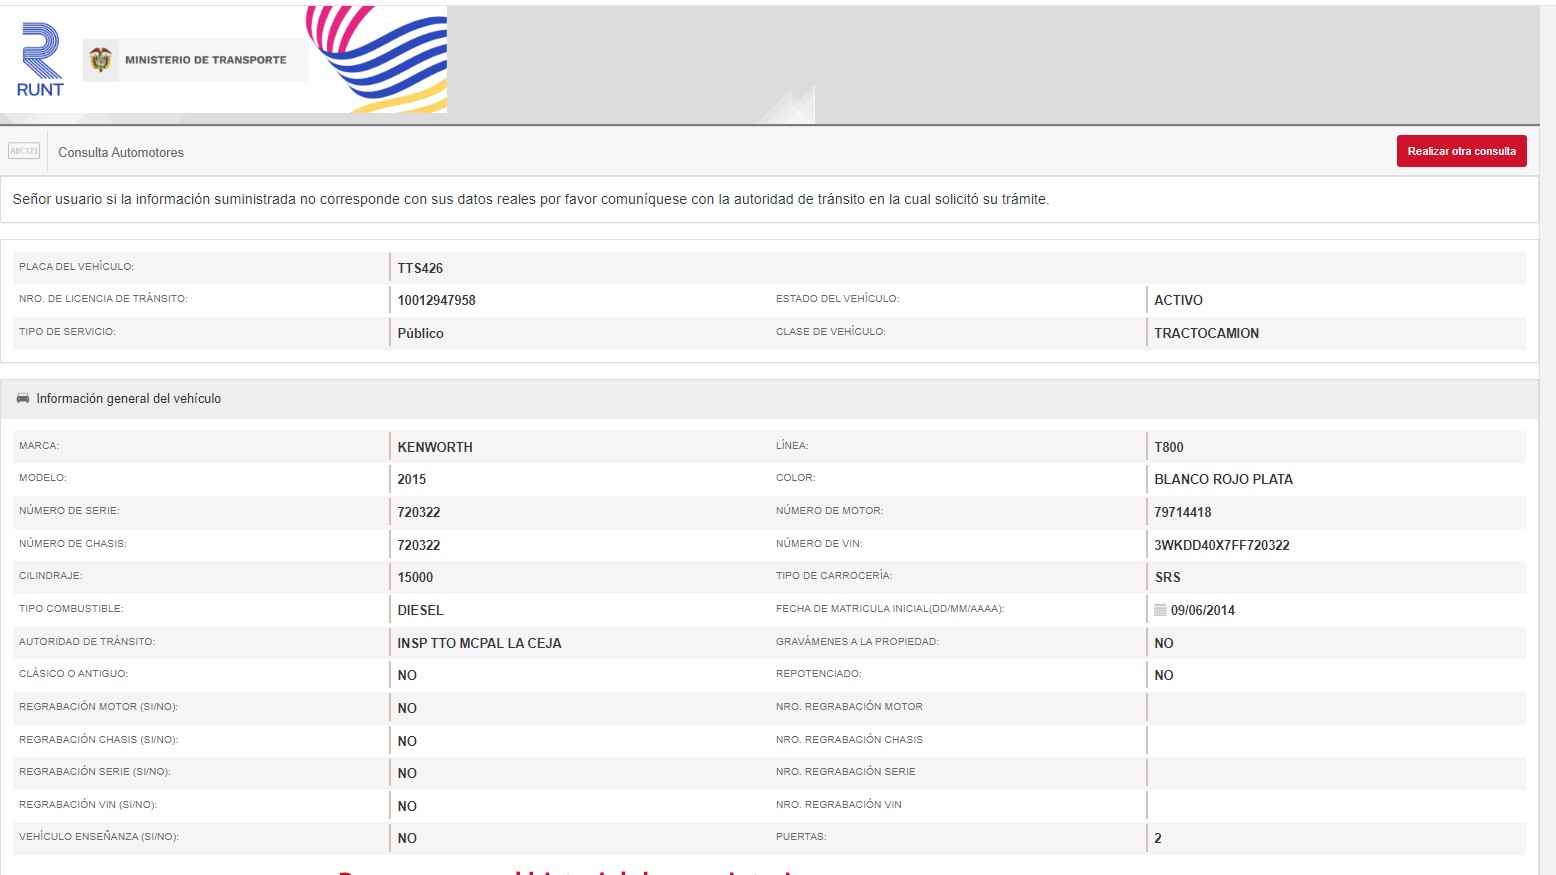 RUNT
MINISTERIO DE TRANSPORTE
ABC123
Consulta Automotores
Realizar otra consulta
Señor usuario si la información suministrada no corresponde con sus datos reales por favor comuníquese con la autoridad de tránsito en la cual solicitó su trámite.
PLACA DEL VEHÍCULO: TTS426
NRO. DE LICENCIA DE TRÁNSITO: 10012947958 ESTADO DEL VEHÍCULO: ACTIVO
TIPO DE SERVICIO: Público CLASE DE VEHÍCULO: TRACTOCAMION
Información general del vehículo
MARCA: KENWORTH LÍNEA: T800
MODELO: 2015 COLOR: BLANCO ROJO PLATA
NÚMERO DE SERIE: 720322 NÚMERO DE MOTOR: 79714418
NÚMERO DE CHASIS: 720322 NÚMERO DE VIN: 3WKDD40X7FF720322
CILINDRAJE: 15000 TIPO DE CARROCERÍA: SRS
TIPO COMBUSTIBLE: DIESEL FECHA DE MATRICULA INICIAL(DD/MM/AAAA): 09/06/2014
AUTORIDAD DE TRÁNSITO: INSP TTO MCPAL LA CEJA GRAVÁMENES A LA PROPIEDAD: NO
CLÁSICO O ANTIGUO: NO REPOTENCIADO: NO
REGRABACIÓN MOTOR (SI/NO): NO NRO. REGRABACIÓN MOTOR
REGRABACIÓN CHASIS (SI/NO): NO NRO. REGRABACIÓN CHASIS
REGRABACIÓN SERIE (SI/NO): NO NRO. REGRABACIÓN SERIE
REGRABACIÓN VIN (SI/NO): NO NRO. REGRABACIÓN VIN
VEHÍCULO ENSEÑANZA (SI/NO): NO PUERTAS: 2